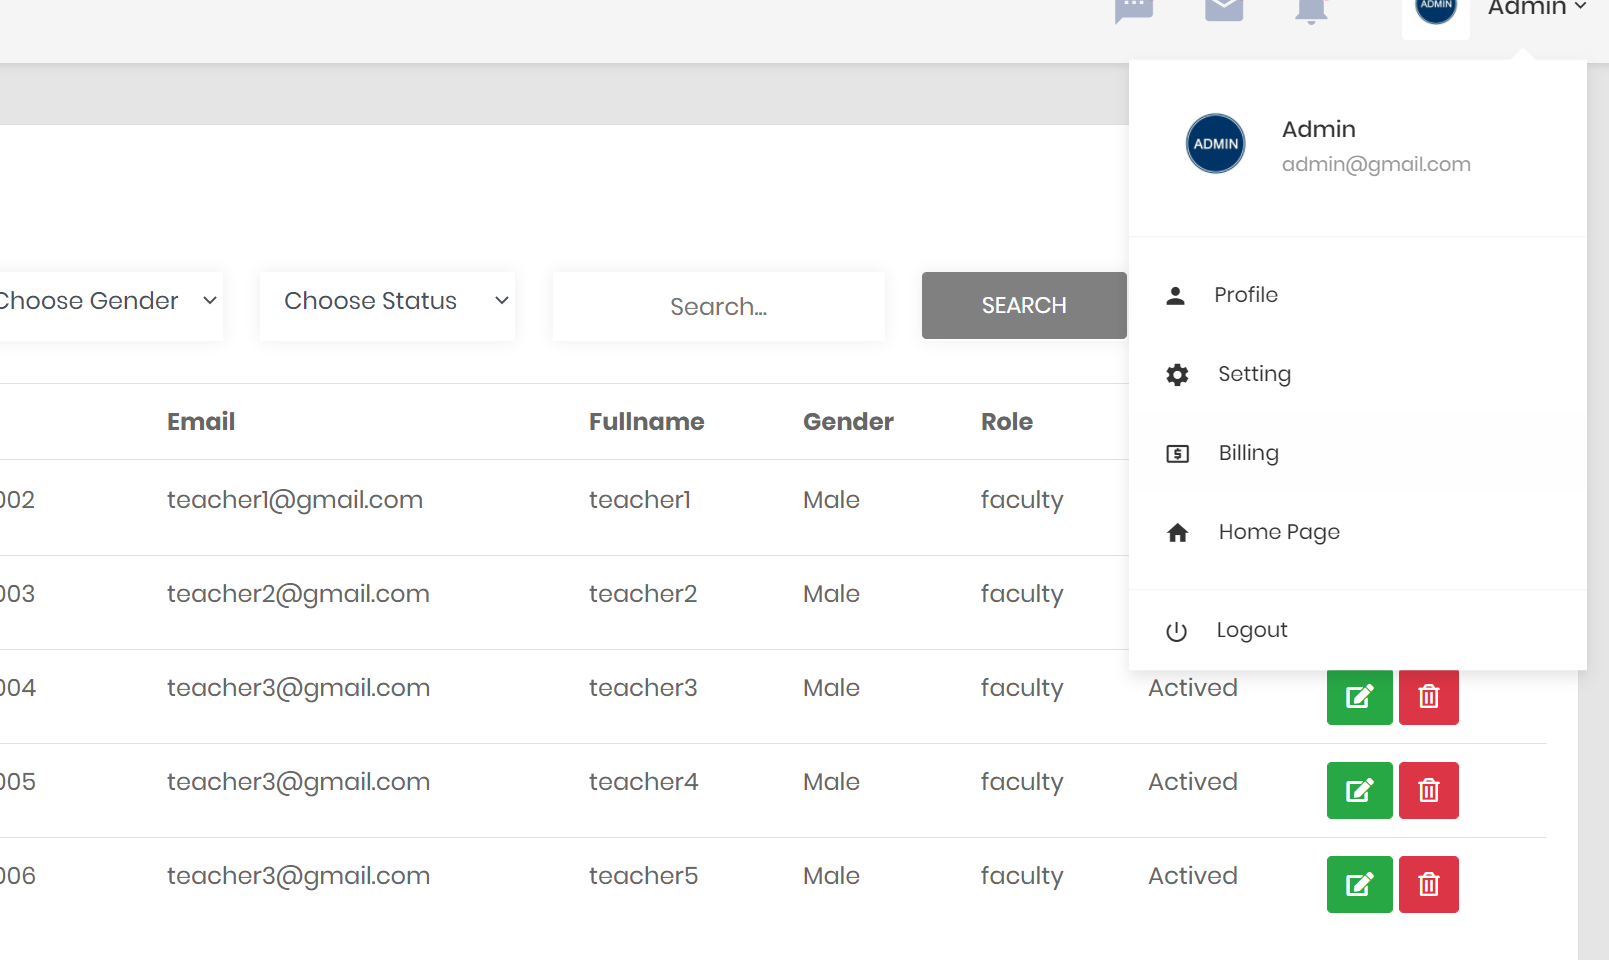 ADMIN Admin
ADMIN
Admin
admin@gmail.com
Choose Gender Choose Status Search... SEARCH
Profile
Setting
Billing
Home Page
Logout
Email Fullname Gender Role
002 teacher1@gmail.com teacher1 Male faculty
003 teacher2@gmail.com teacher2 Male faculty
004 teacher3@gmail.com teacher3 Male faculty Actived
005 teacher3@gmail.com teacher4 Male faculty Actived
006 teacher3@gmail.com teacher5 Male faculty Actived